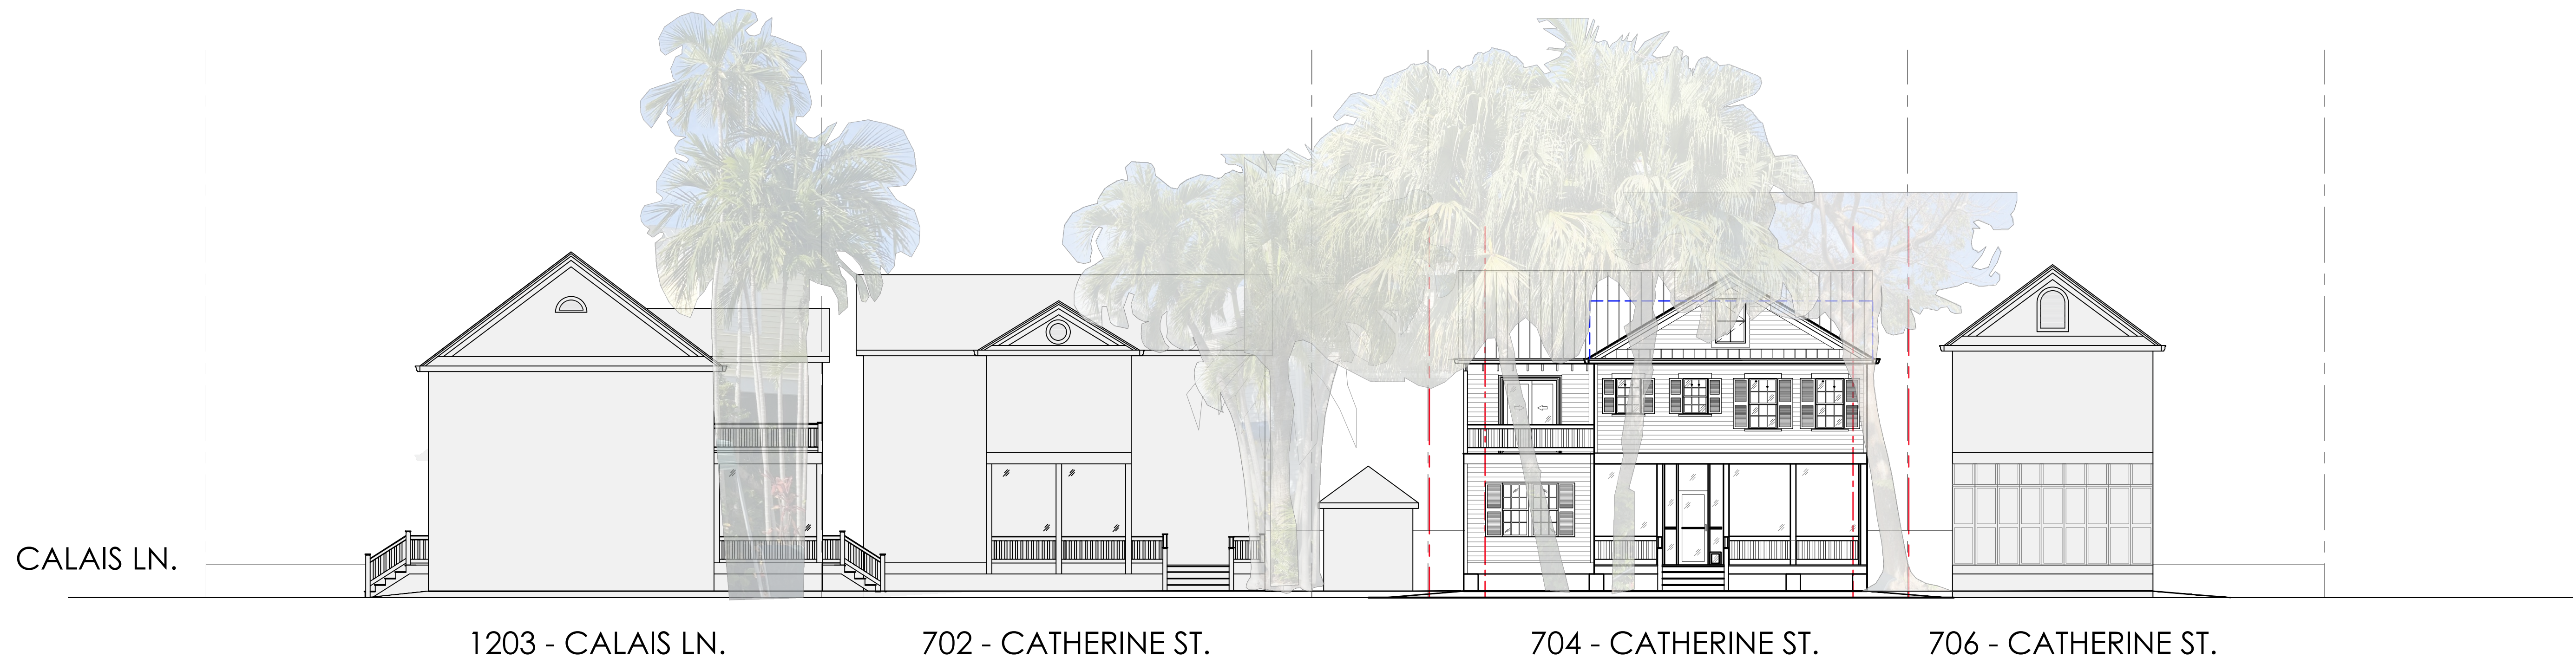 CALAIS LN.
1203 - CALAIS LN.
702 - CATHERINE ST.
704 - CATHERINE ST.
706 - CATHERINE ST.